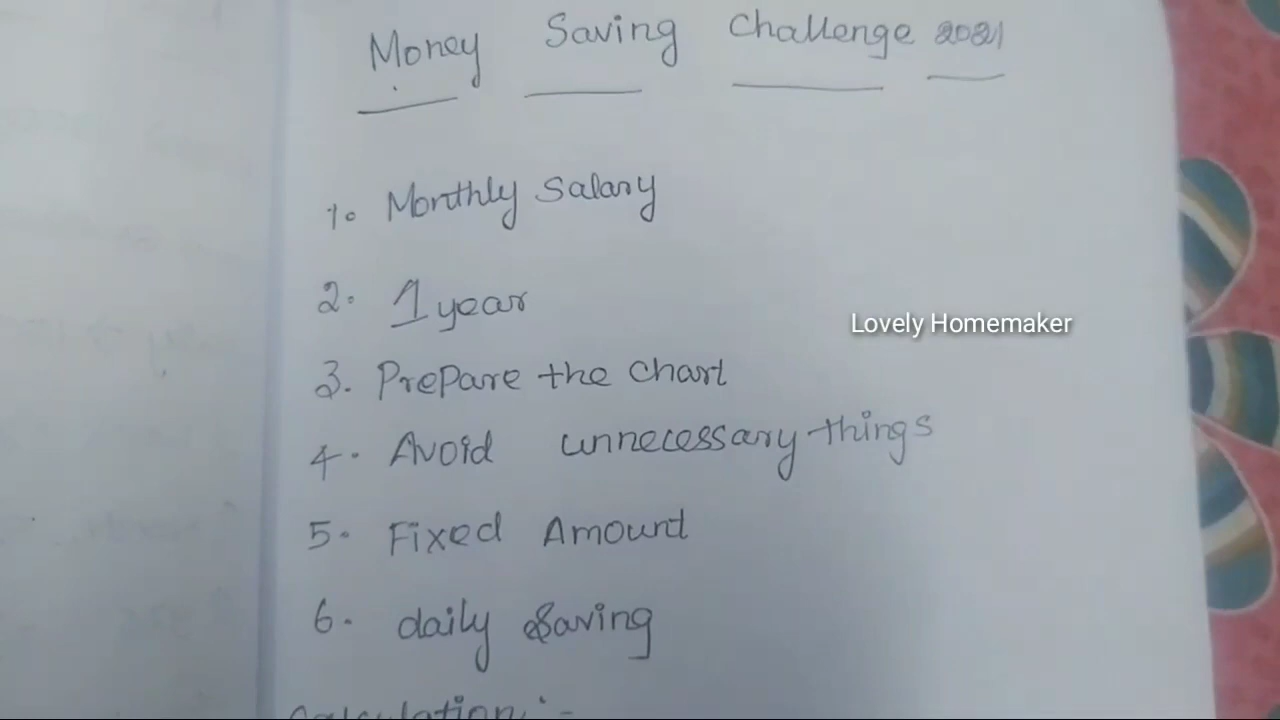 Money Saving Challenge 2021
1. Monthly Salary
2. 1 year
Lovely Homemaker
3. Prepare the chart
4. Avoid unnecessary things
5. Fixed Amount
6. daily Saving
Calculation :-